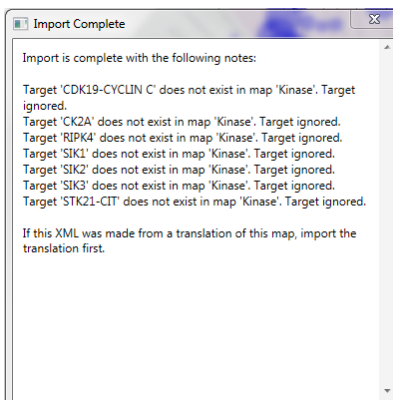 Import Complete
Import is complete with the following notes:
Target 'CDK19-CYCLIN C' does not exist in map 'Kinase'. Target
ignored.
Target 'CK2A' does not exist in map 'Kinase'. Target ignored.
Target 'RIPK4' does not exist in map 'Kinase'. Target ignored.
Target 'SIK1' does not exist in map 'Kinase'. Target ignored.
Target 'SIK2' does not exist in map 'Kinase'. Target ignored.
Target 'SIK3' does not exist in map 'Kinase'. Target ignored.
Target 'STK21-CIT' does not exist in map 'Kinase'. Target ignored.
If this XML was made from a translation of this map, import the
translation first.